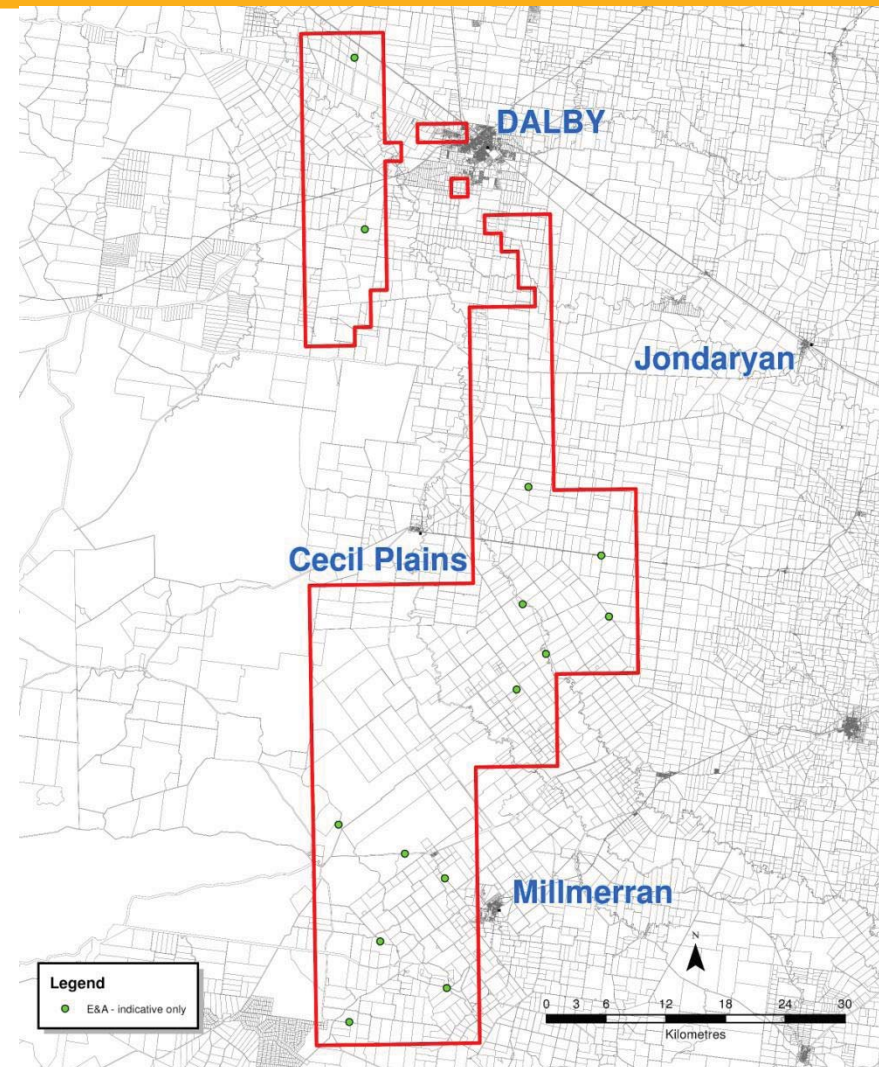 DALBY
Jondaryan
Cecil Plains
Millmerran
N
Legend
E&A - indicative only
0 3 6 12 18 24 30
Kilometres